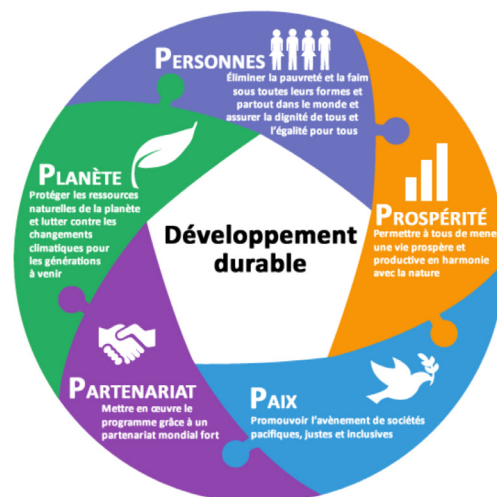 PERSONNES
Éliminer la pauvreté et la faim
sous toutes leurs formes et
partout dans le monde et
assurer la dignité de tous et
l'égalité pour tous
PROSPÉRITÉ
Permettre à tous de mene
une vie prospère et
productive en harmonie
avec la nature
PAIX
Promouvoir l'avènement de sociétés
pacifiques, justes et inclusives
PARTENARIAT
Mettre en œuvre le
programme grâce à un
partenariat mondial fort
PLANÈTE
Protéger les ressources
naturelles de la planète
et lutter contre les
changements
climatiques pour
les générations
à venir
Développement
durable